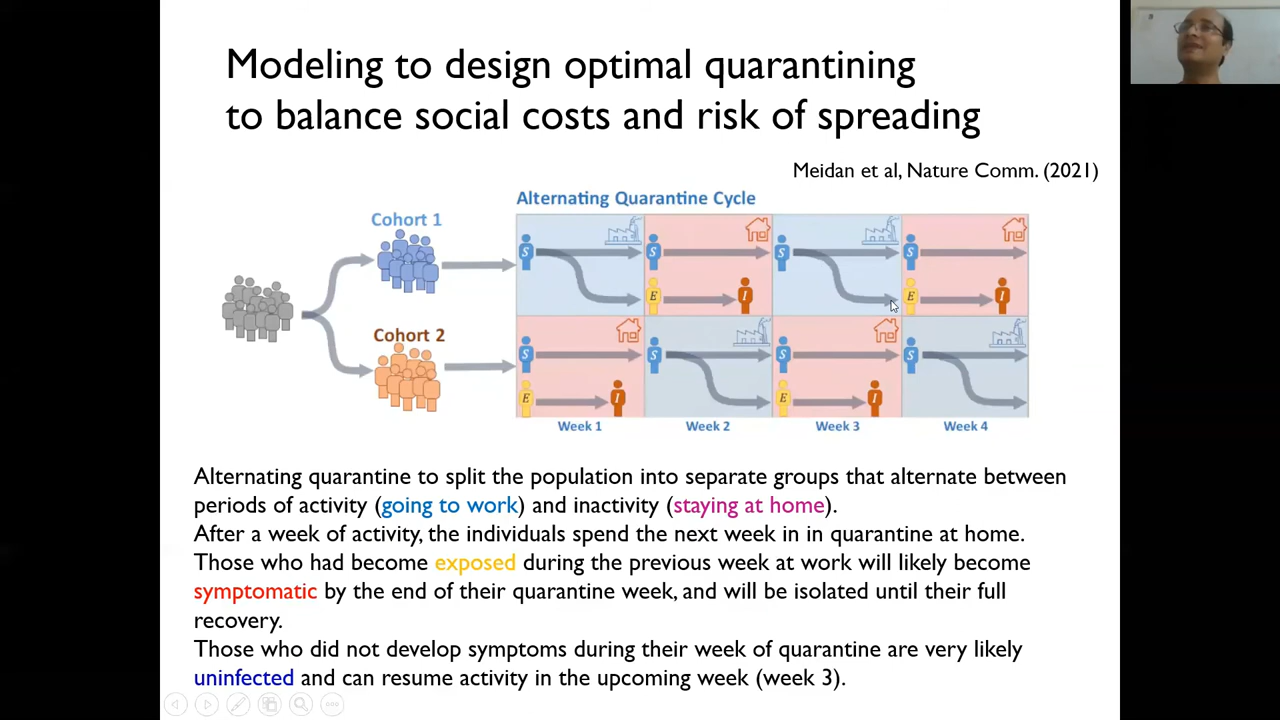 Modeling to design optimal quarantining
to balance social costs and risk of spreading
Meidan et al, Nature Comm. (2021)
Alternating Quarantine Cycle
Cohort 1
S
S
S
S
E
I
E
I
Cohort 2
S
S
S
S
E
I
E
I
Week 1
Week 2
Week 3
Week 4
Alternating quarantine to split the population into separate groups that alternate between
periods of activity (going to work) and inactivity (staying at home).
After a week of activity, the individuals spend the next week in in quarantine at home.
Those who had become exposed during the previous week at work will likely become
symptomatic by the end of their quarantine week, and will be isolated until their full
recovery.
Those who did not develop symptoms during their week of quarantine are very likely
uninfected and can resume activity in the upcoming week (week 3).